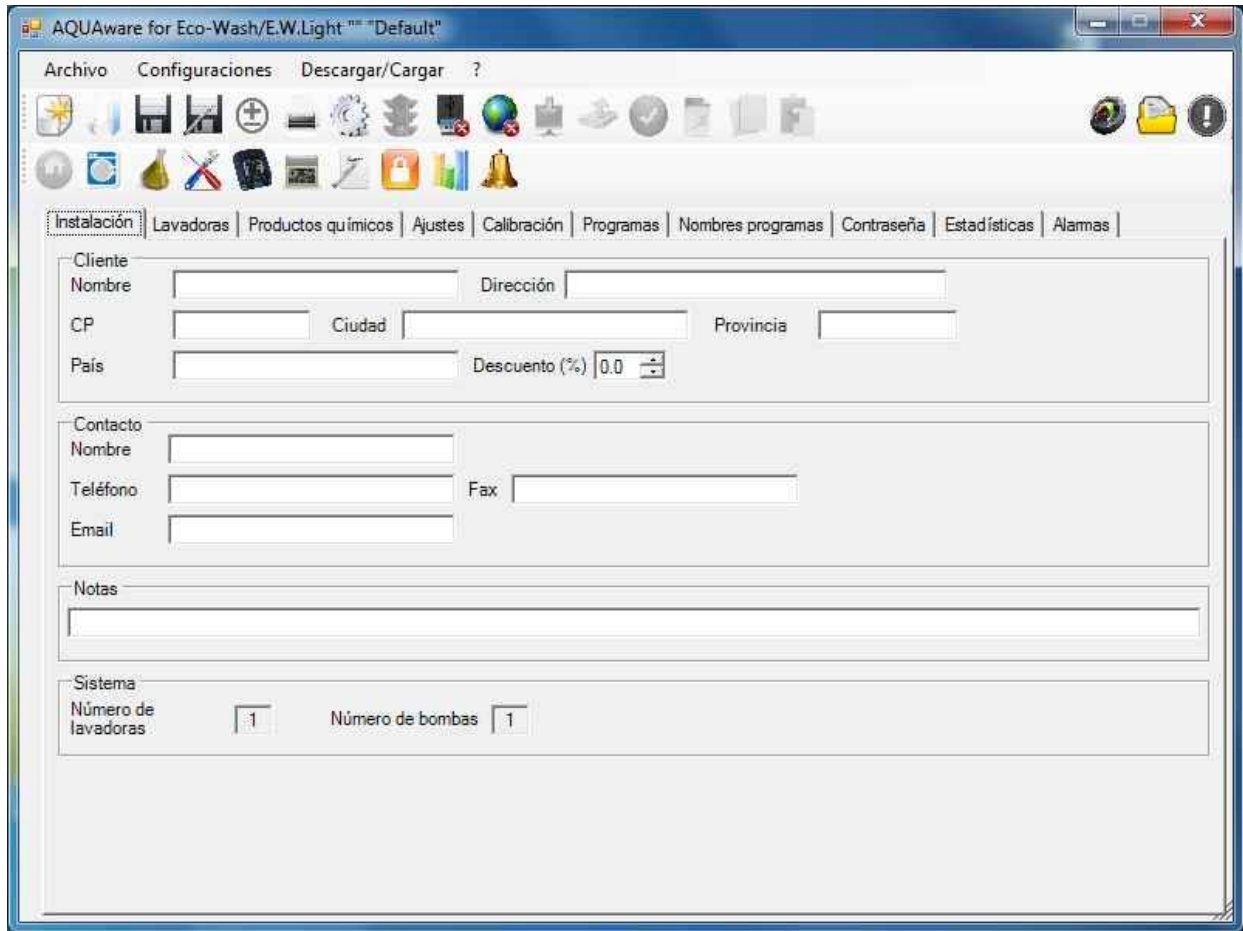 AQUAware for Eco-Wash/E.W.Light "" "Default"
Archivo Configuraciones Descargar/Cargar ?
Instalación Lavadoras Productos químicos Ajustes Calibración Programas Nombres programas Contraseña Estadísticas Alarmas
Cliente
Nombre Dirección
CP Ciudad Provincia
País Descuento (%) 0.0
Contacto
Nombre
Teléfono Fax
Email
Notas
Sistema
Número de
lavadoras 1 Número de bombas 1